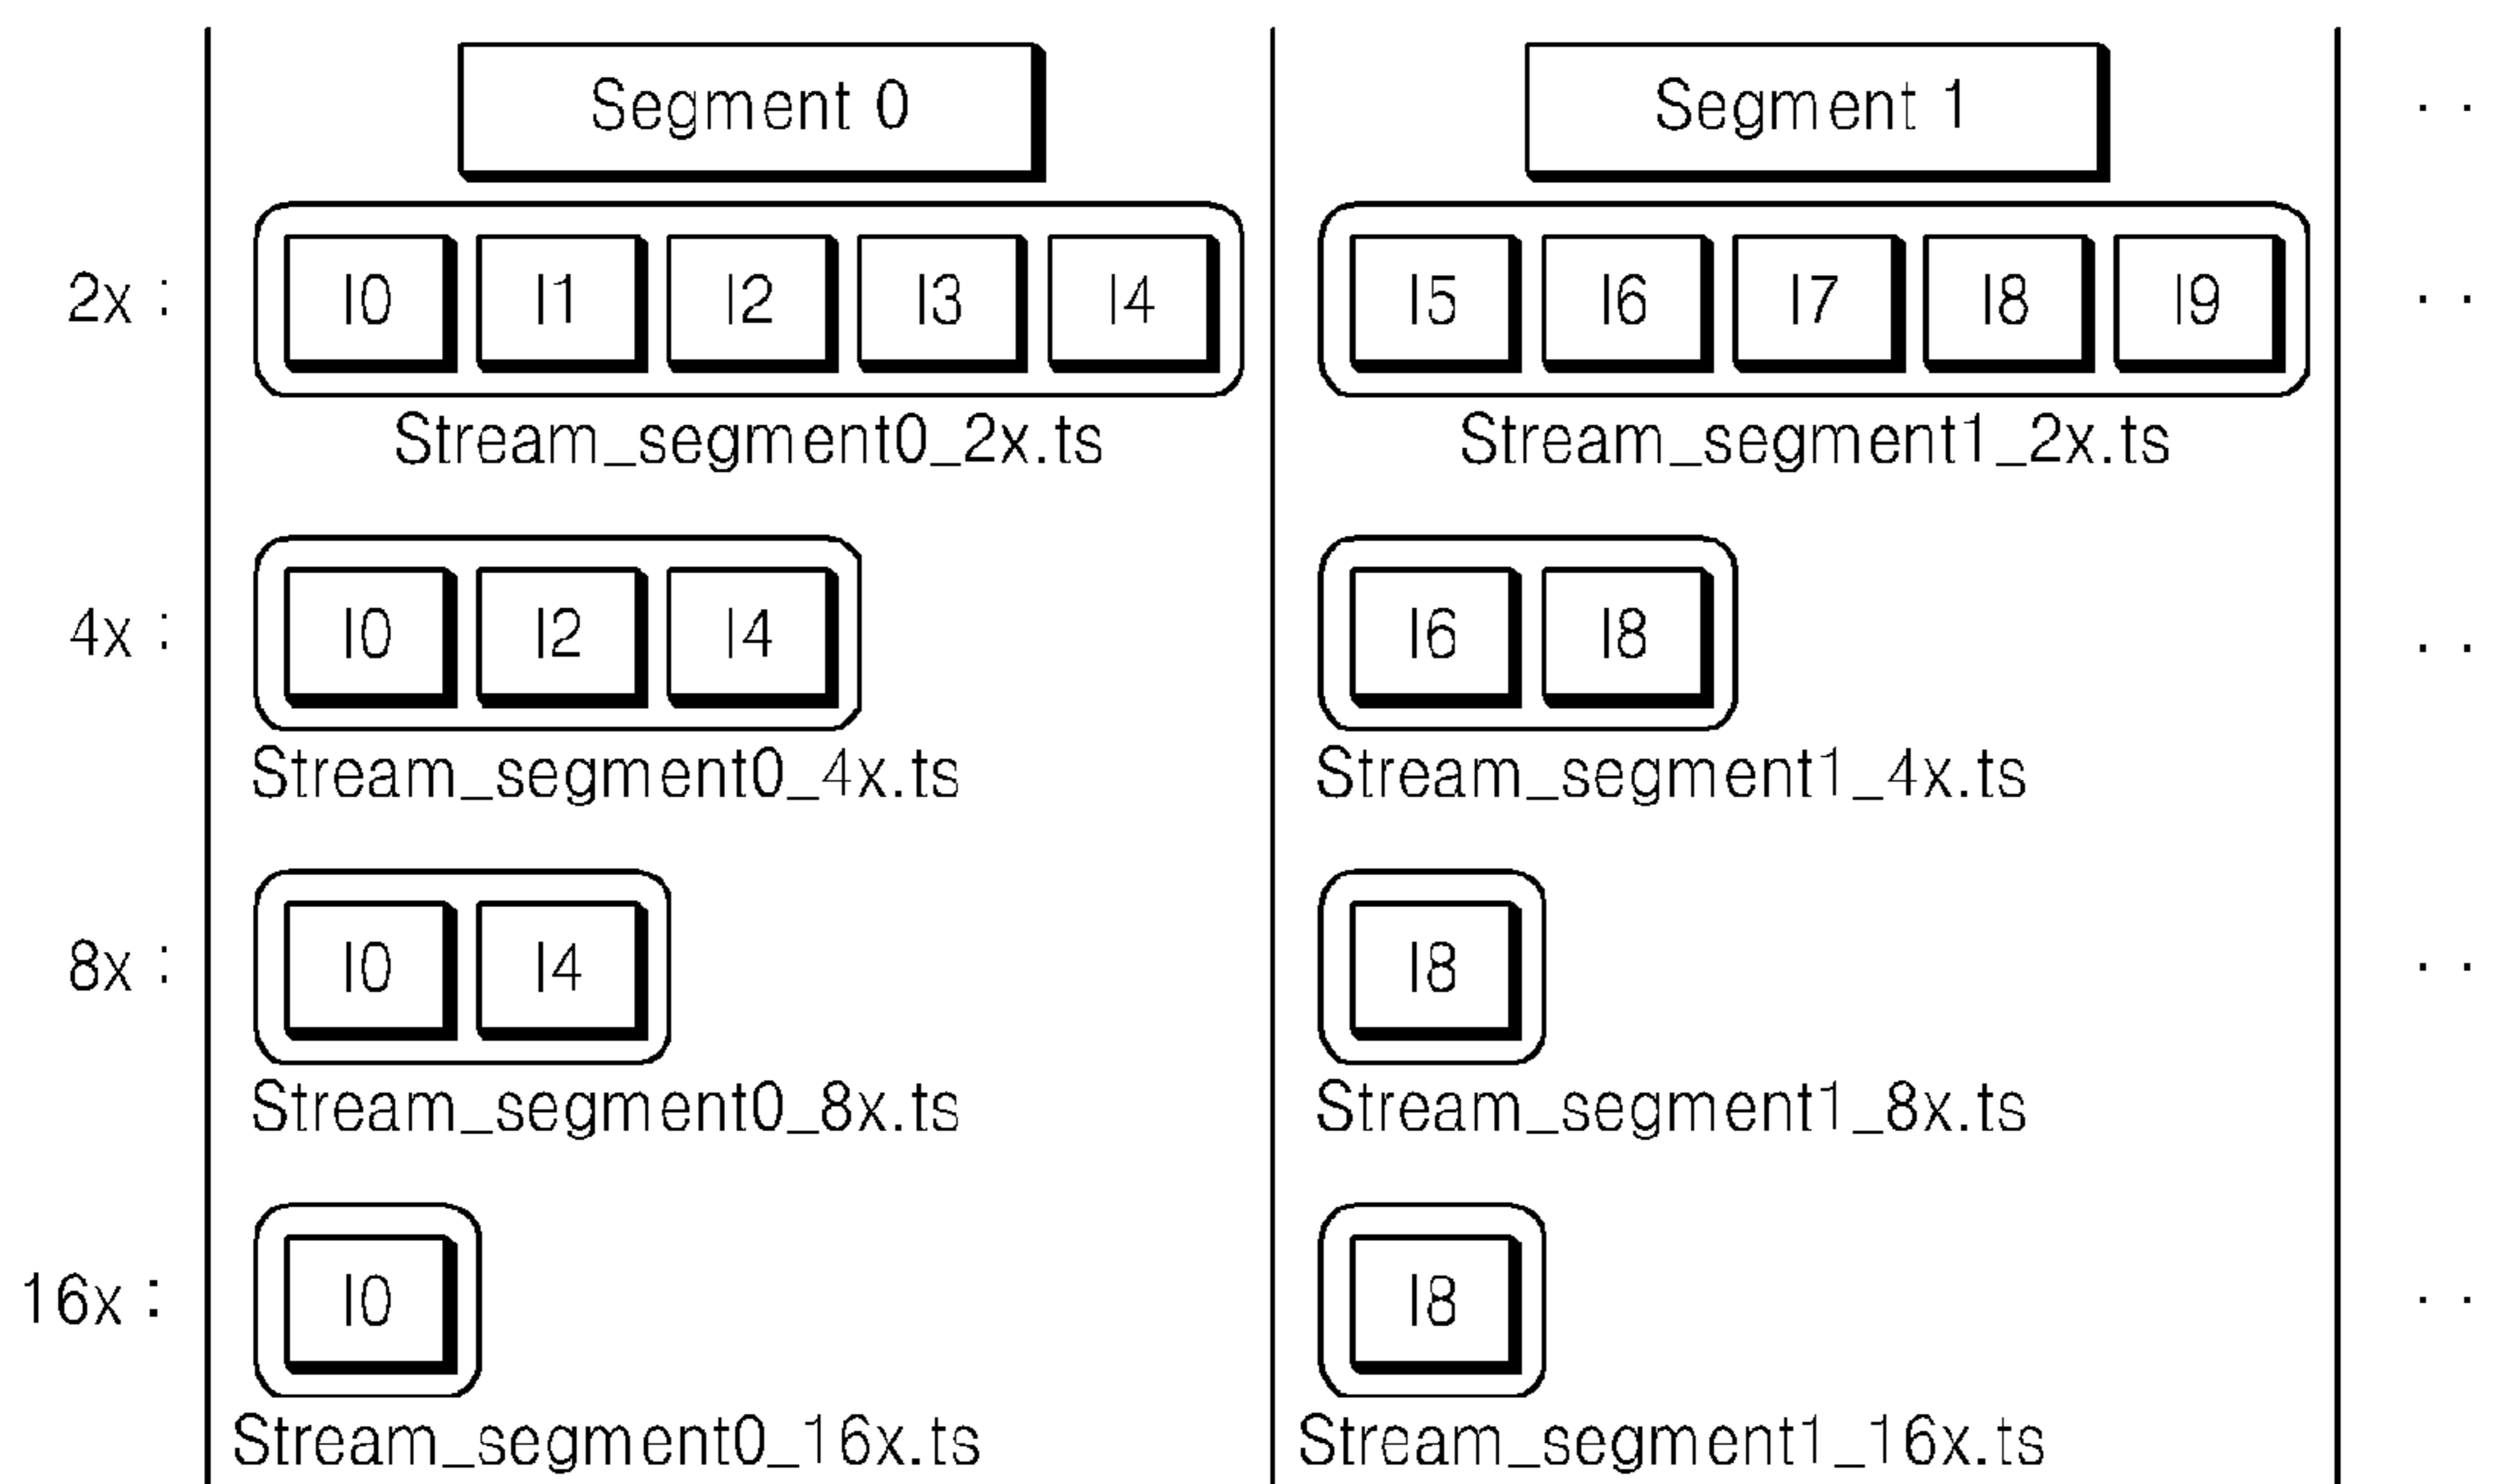 Segment 0 Segment 1 . .
2x : I0 I1 I2 I3 I4 I5 I6 I7 I8 I9 . .
Stream_segment0_2x.ts Stream_segment1_2x.ts
4x : I0 I2 I4 I6 I8 . .
Stream_segment0_4x.ts Stream_segment1_4x.ts
8x : I0 I4 I8 . .
Stream_segment0_8x.ts Stream_segment1_8x.ts
16x : I0 I8 . .
Stream_segment0_16x.ts Stream_segment1_16x.ts